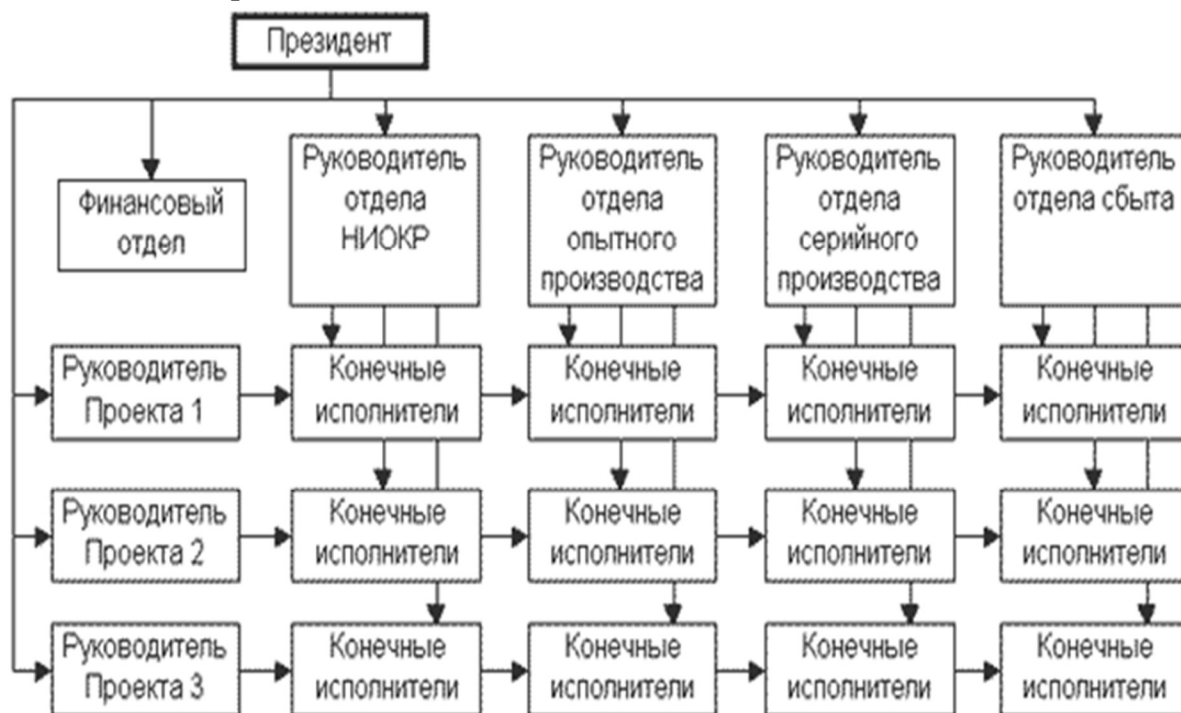 Президент
Финансовый
отдел
Руководитель
отдела
НИОКР
Руководитель
отдела
опытного
производства
Руководитель
отдела
серийного
производства
Руководитель
отдела сбыта
Руководитель
Проекта 1
Конечные
исполнители
Конечные
исполнители
Конечные
исполнители
Конечные
исполнители
Руководитель
Проекта 2
Конечные
исполнители
Конечные
исполнители
Конечные
исполнители
Конечные
исполнители
Руководитель
Проекта 3
Конечные
исполнители
Конечные
исполнители
Конечные
исполнители
Конечные
исполнители